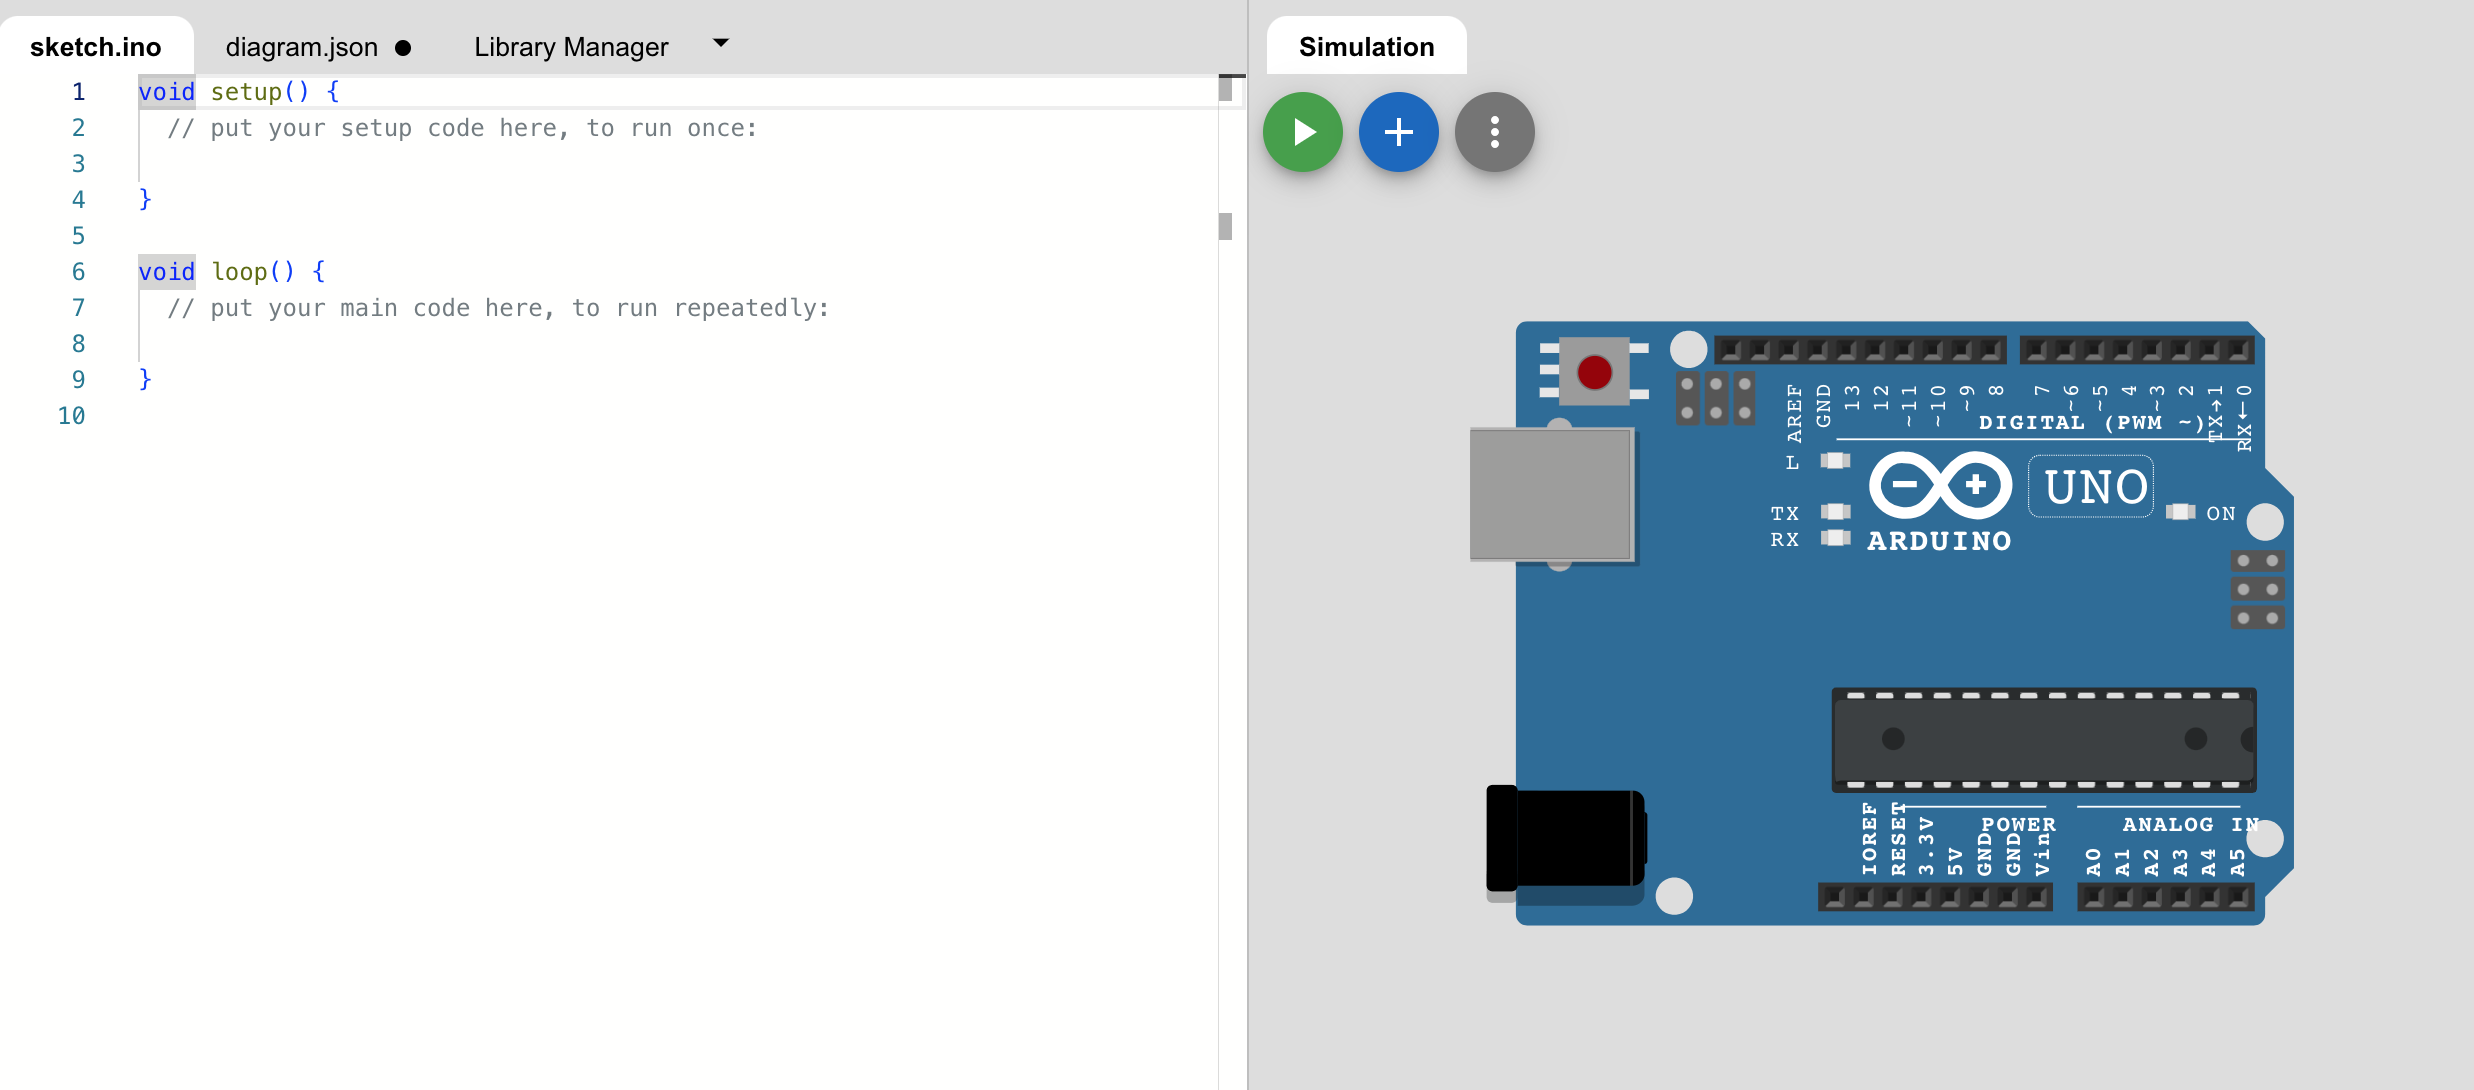 sketch.ino diagram.json Library Manager
1 void setup() {
2 // put your setup code here, to run once:
3
4 }
5
6 void loop() {
7 // put your main code here, to run repeatedly:
8
9 }
10
Simulation
AREF GND 13 12 ~11 ~10 ~9 8 7 ~6 ~5 4 ~3 2 TX→1 RX←0
DIGITAL (PWM ~)
L
UNO
TX ON
RX ARDUINO
POWER ANALOG IN
IOREF RESET 3.3V 5V GND GND Vin A0 A1 A2 A3 A4 A5